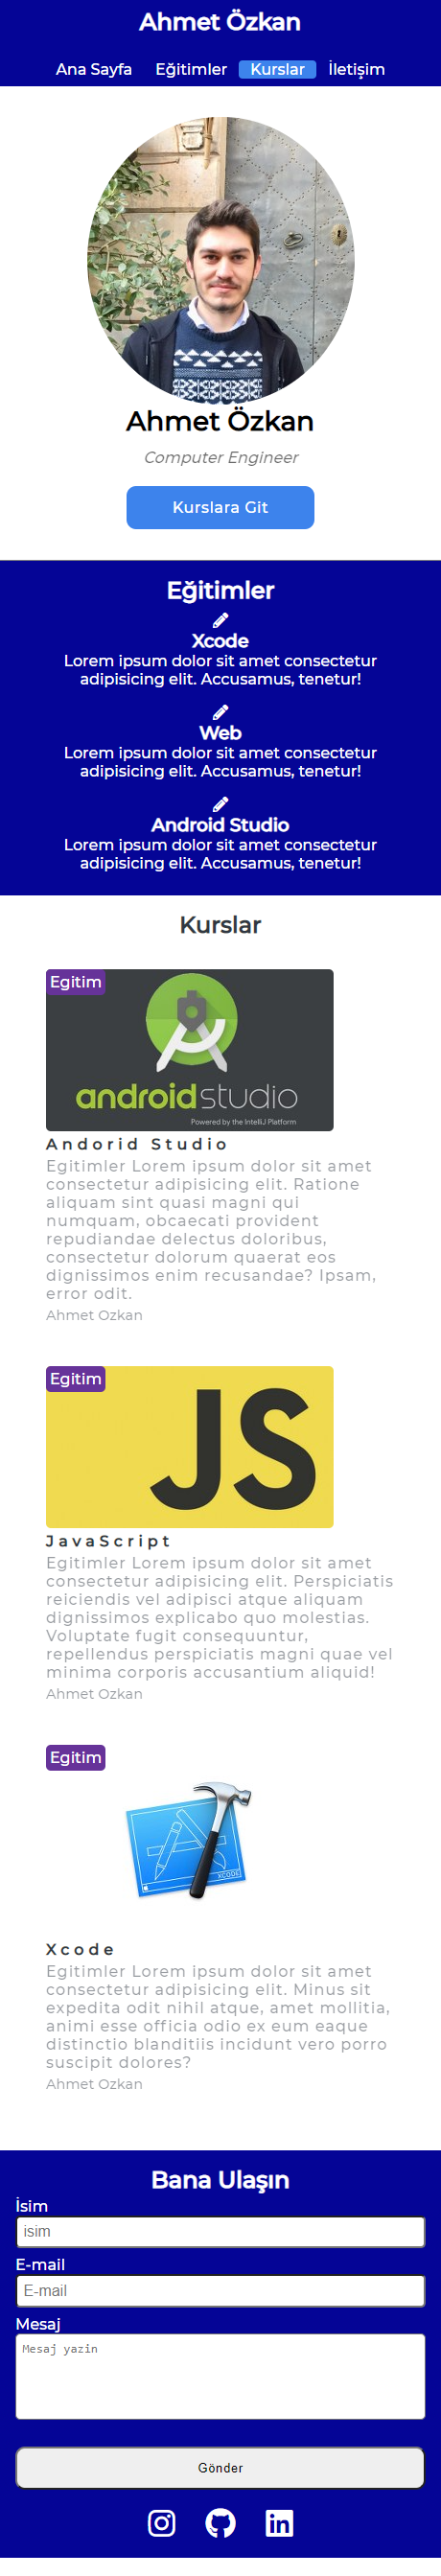 Ahmet Özkan
Ana Sayfa Eğitimler Kurslar İletişim
Ahmet Özkan
Computer Engineer
Kurslara Git
Eğitimler
Xcode
Lorem ipsum dolor sit amet consectetur
adipisicing elit. Accusamus, tenetur!
Web
Lorem ipsum dolor sit amet consectetur
adipisicing elit. Accusamus, tenetur!
Android Studio
Lorem ipsum dolor sit amet consectetur
adipisicing elit. Accusamus, tenetur!
Kurslar
Egitim
androidstudio
Powered by the IntelliJ Platform
Andorid Studio
Egitimler Lorem ipsum dolor sit amet
consectetur adipisicing elit. Ratione
aliquam sint quasi magni qui
numquam, obcaecati provident
repudiandae delectus doloribus,
consectetur dolorum quaerat eos
dignissimos enim recusandae? Ipsam,
error odit.
Ahmet Ozkan
Egitim
JS
JavaScript
Egitimler Lorem ipsum dolor sit amet
consectetur adipisicing elit. Perspiciatis
reiciendis vel adipisci atque aliquam
dignissimos explicabo quo molestias.
Voluptate fugit consequuntur,
repellendus perspiciatis magni quae vel
minima corporis accusantium aliquid!
Ahmet Ozkan
Egitim
XCODE
Xcode
Egitimler Lorem ipsum dolor sit amet
consectetur adipisicing elit. Minus sit
expedita odit nihil atque, amet mollitia,
animi esse officia odio ex eum eaque
distinctio blanditiis incidunt vero porro
suscipit dolores?
Ahmet Ozkan
Bana Ulaşın
İsim
isim
E-mail
E-mail
Mesaj
Mesaj yazin
Gönder
in